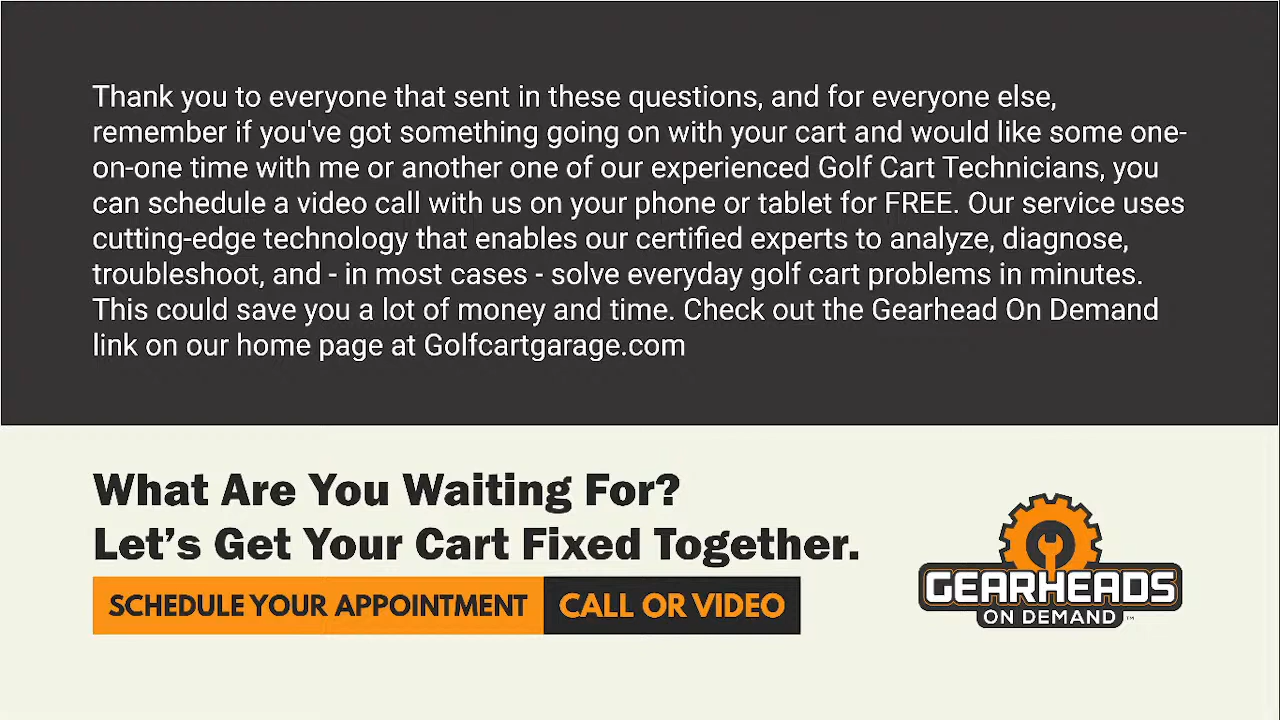 Thank you to everyone that sent in these questions, and for everyone else,
remember if you've got something going on with your cart and would like some one-
on-one time with me or another one of our experienced Golf Cart Technicians, you
can schedule a video call with us on your phone or tablet for FREE. Our service uses
cutting-edge technology that enables our certified experts to analyze, diagnose,
troubleshoot, and - in most cases - solve everyday golf cart problems in minutes.
This could save you a lot of money and time. Check out the Gearhead On Demand
link on our home page at Golfcartgarage.com
What Are You Waiting For?
Let’s Get Your Cart Fixed Together.
SCHEDULE YOUR APPOINTMENT CALL OR VIDEO
GEARHEADS
ON DEMAND™